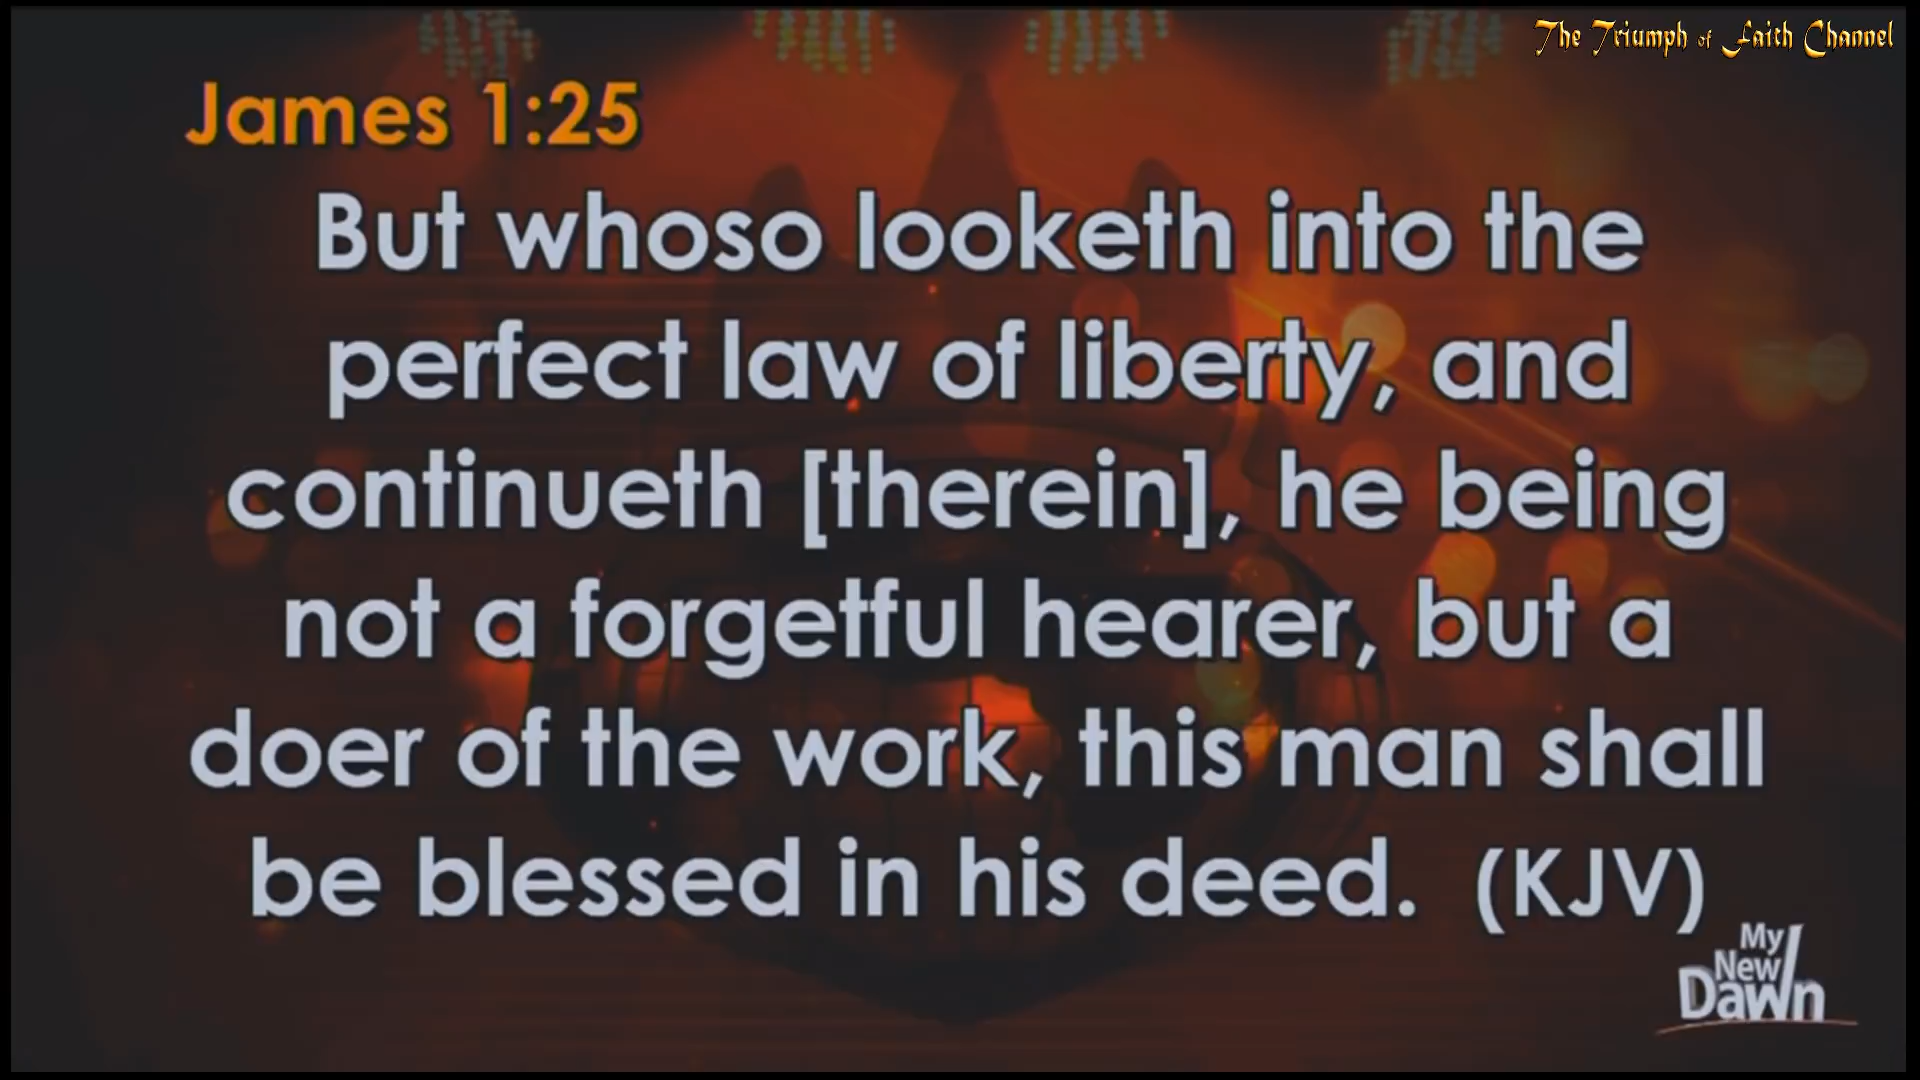 The Triumph of Faith Channel
James 1:25
But whoso looketh into the
perfect law of liberty, and
continueth [therein], he being
not a forgetful hearer, but a
doer of the work, this man shall
be blessed in his deed. (KJV)
My
New
Dawn